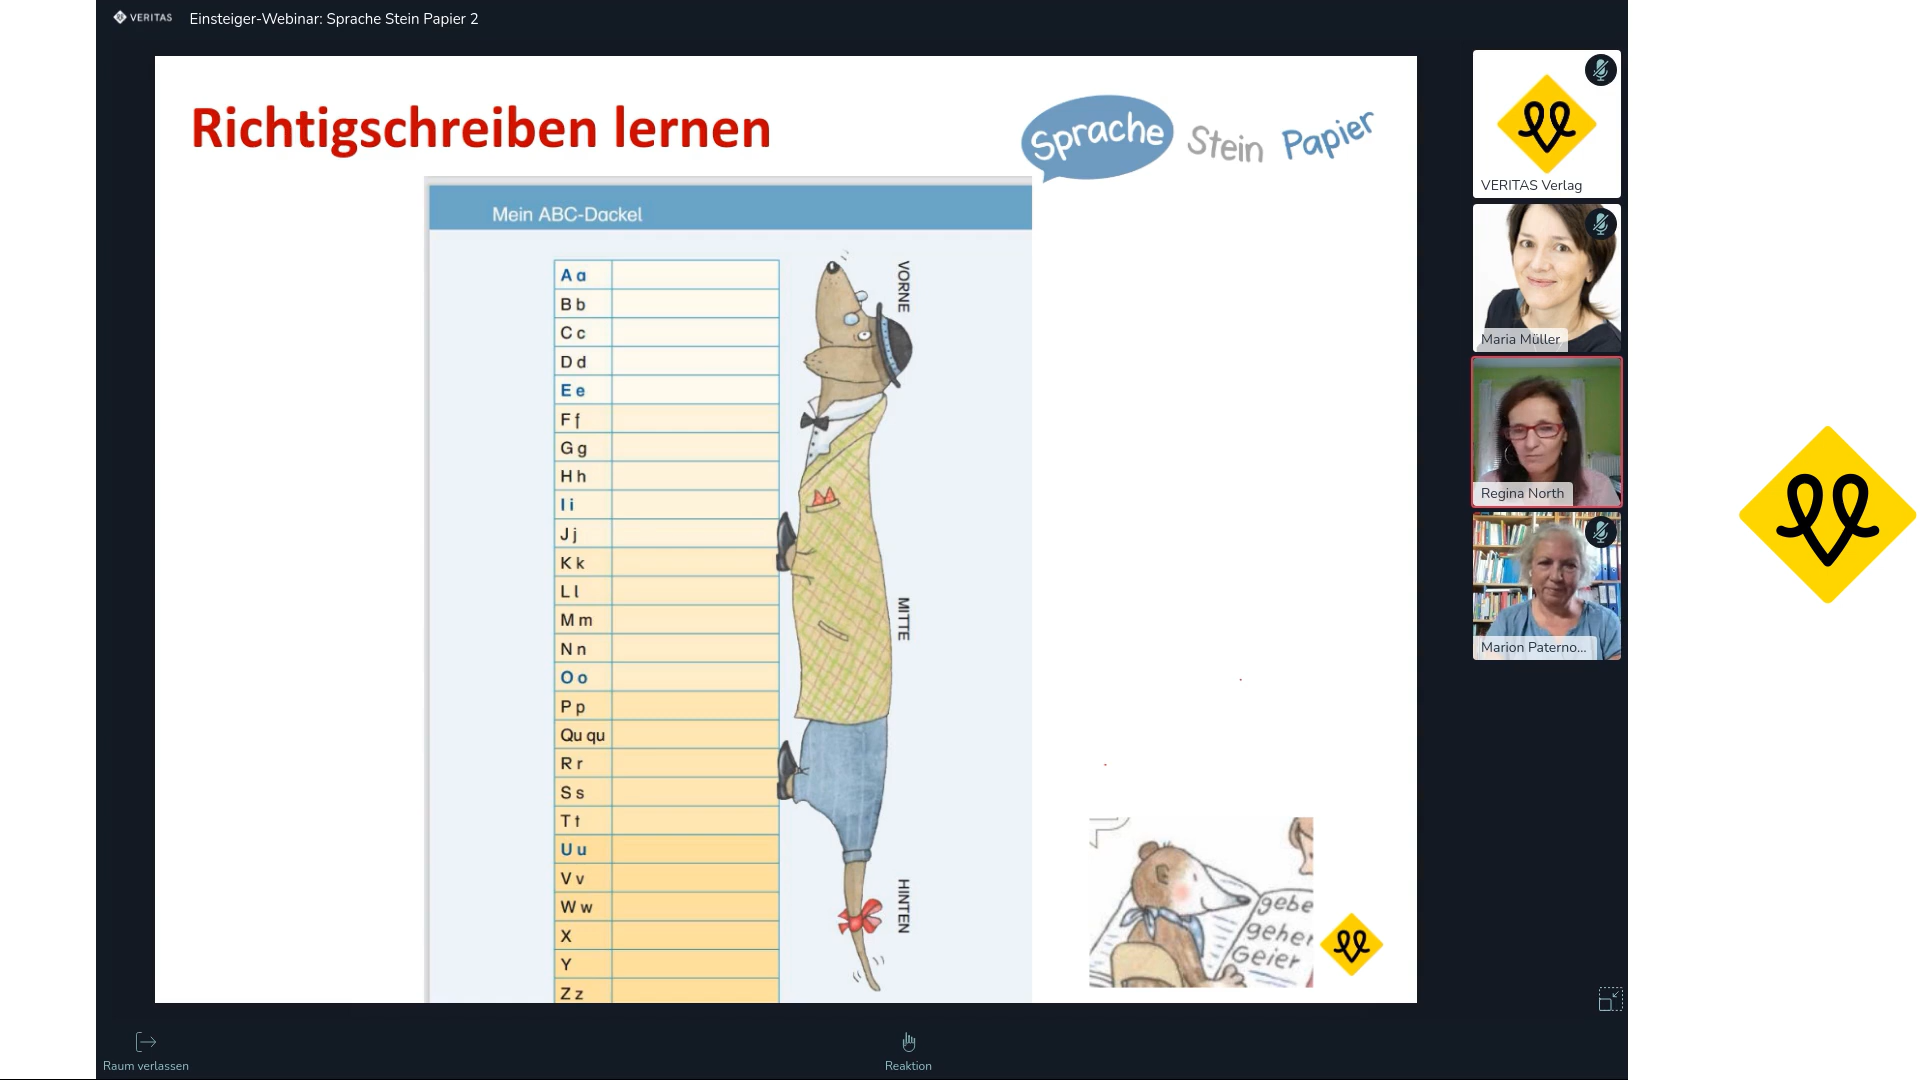 VERITAS
Einsteiger-Webinar: Sprache Stein Papier 2
Richtigschreiben lernen
Sprache Stein Papier
Mein ABC-Dackel
A a
B b
C c
D d
E e
F f
G g
H h
I i
J j
K k
L l
M m
N n
O o
P p
Qu qu
R r
S s
T t
U u
V v
W w
X
Y
Z z
VORNE
MITTE
HINTEN
gebe
gehe
Geier
VERITAS Verlag
Maria Müller
Regina North
Marion Paterno...
Raum verlassen
Reaktion